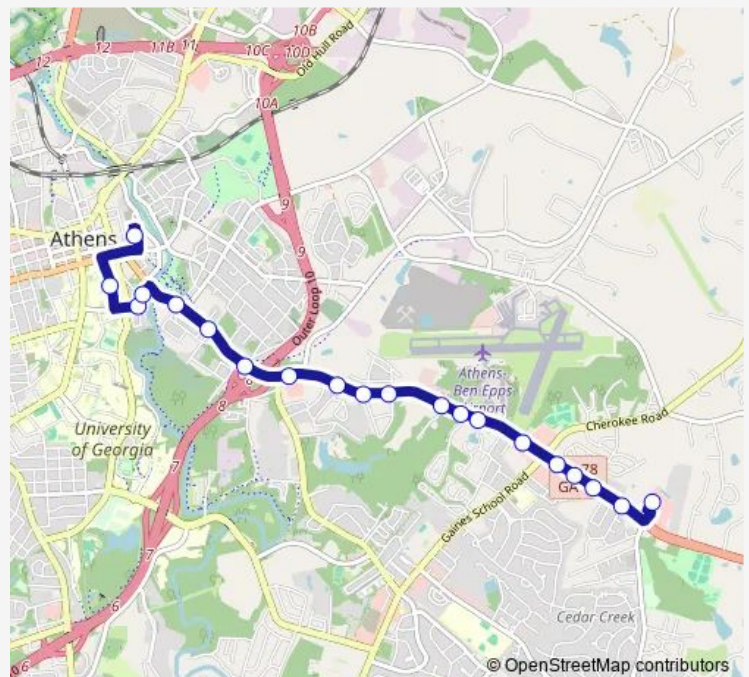 12
12
11B
11
10B
10C
10D
Old Hull Road
12
10A
9
9
Athens
Outer Loop 10
Athens-
Ben Epps
port
8
University
of Georgia
7
Cherokee Road
78
GA
Gaines School Road
7
6
Cedar Creek
6
© OpenStreetMap contributors